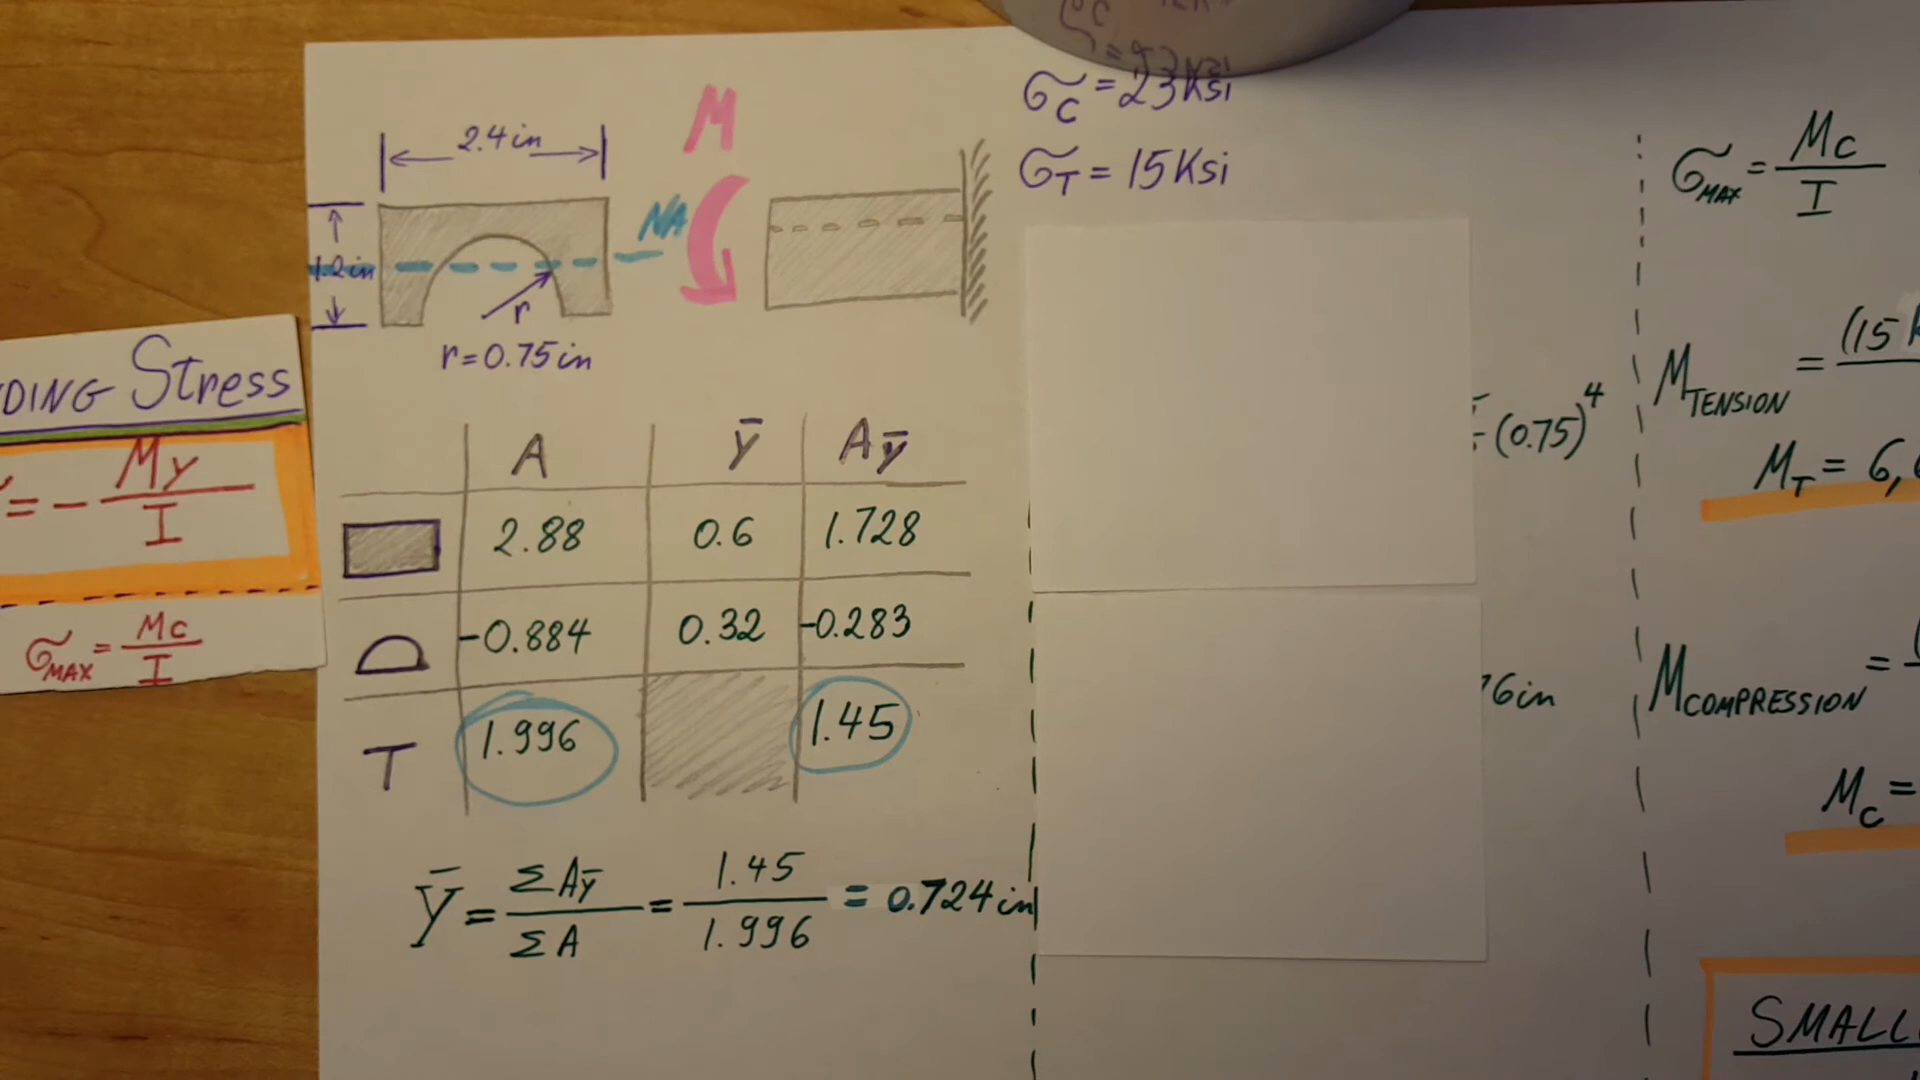 DING Stress
= - My / I
σMAX = Mc / I
2.4in
M
NA
1.2in
r
r = 0.75in
σC = 23Ksi
σT = 15Ksi
A ȳ Aȳ
2.88 0.6 1.728
-0.884 0.32 -0.283
T 1.996 1.45
Ȳ = ΣAȳ / ΣA = 1.45 / 1.996 = 0.724in
(0.75)⁴
6in
σMAX = Mc / I
MTENSION = (15
MT = 6,
MCOMPRESSION =
MC =
SMALL